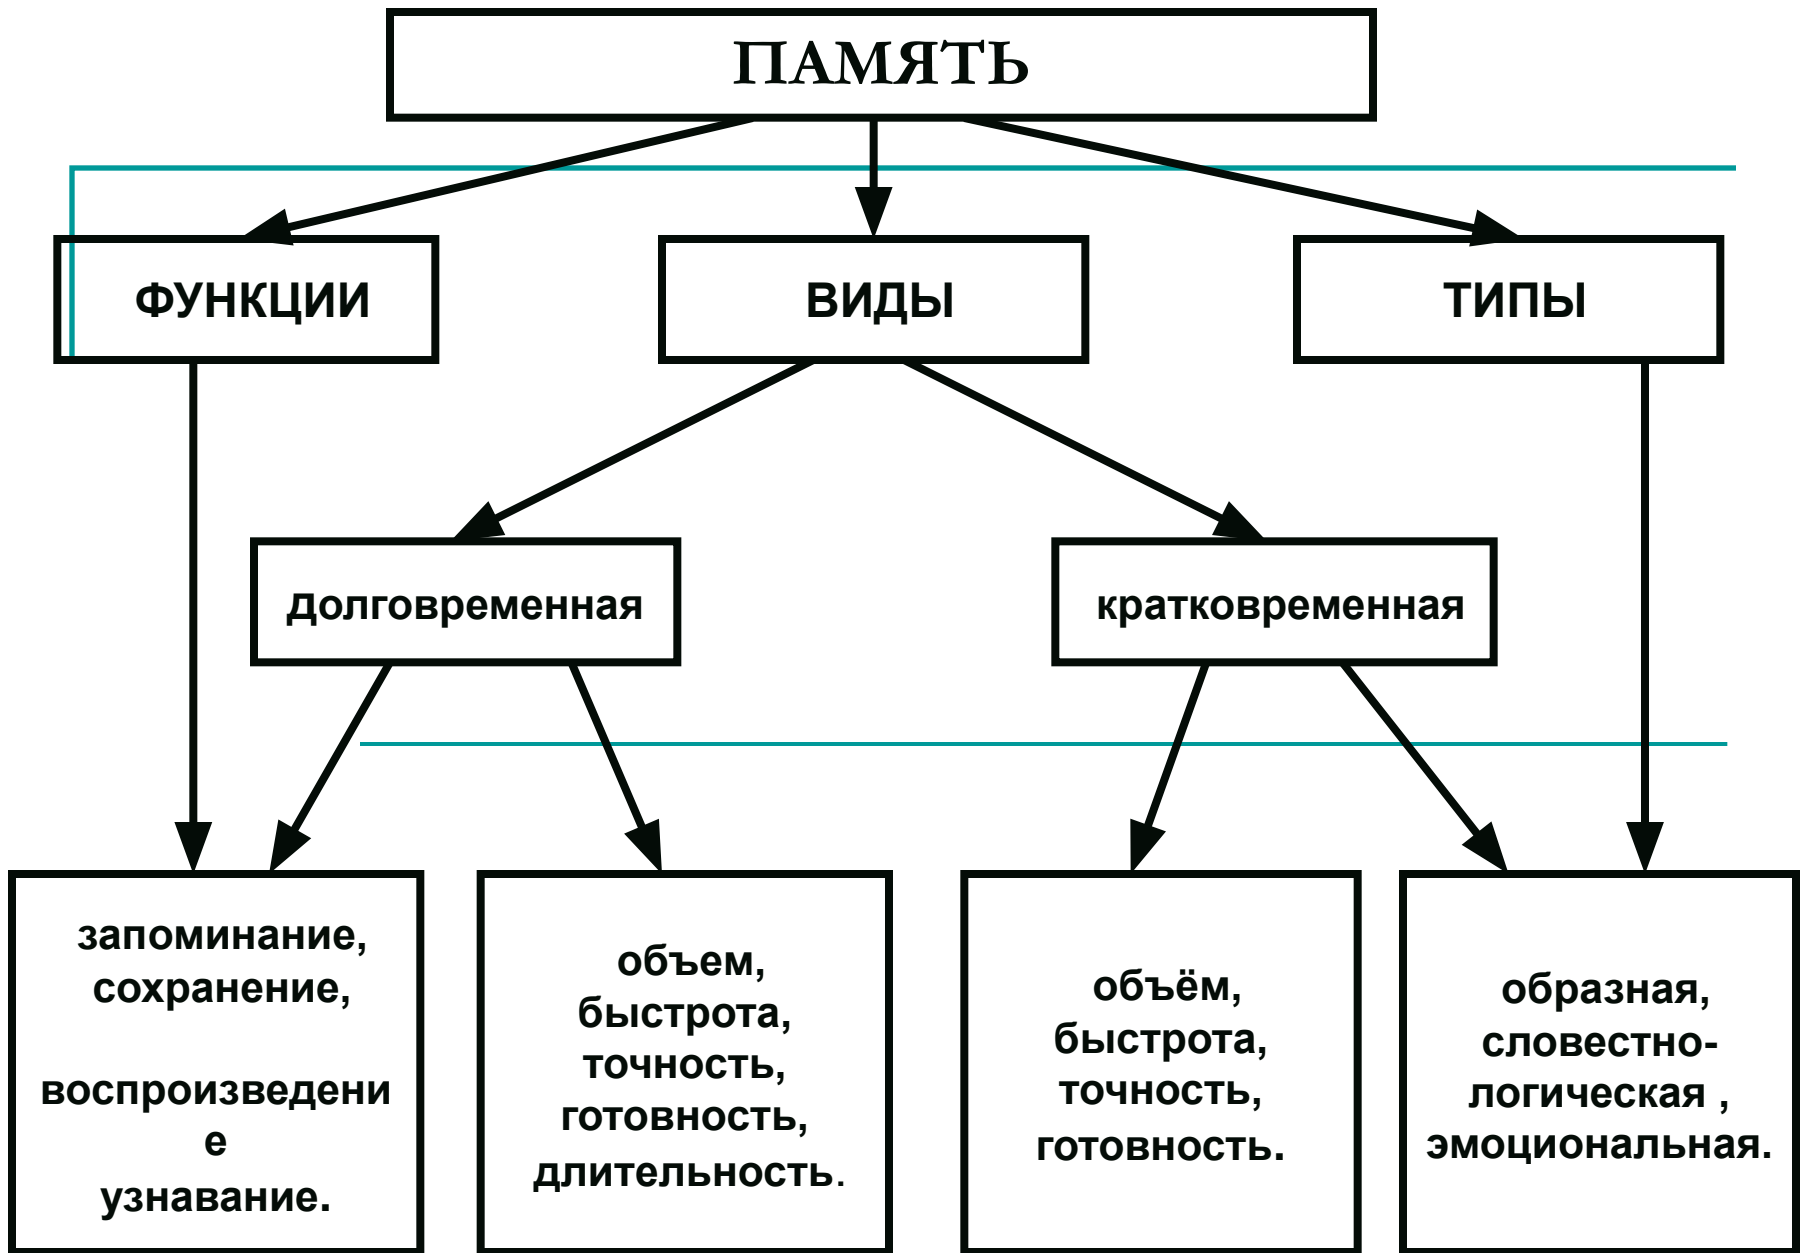 ПАМЯТЬ
ФУНКЦИИ
ВИДЫ
ТИПЫ
долговременная
кратковременная
запоминание,
сохранение,
воспроизведени
е
узнавание.
объем,
быстрота,
точность,
готовность,
длительность.
объём,
быстрота,
точность,
готовность.
образная,
словестно-
логическая ,
эмоциональная.